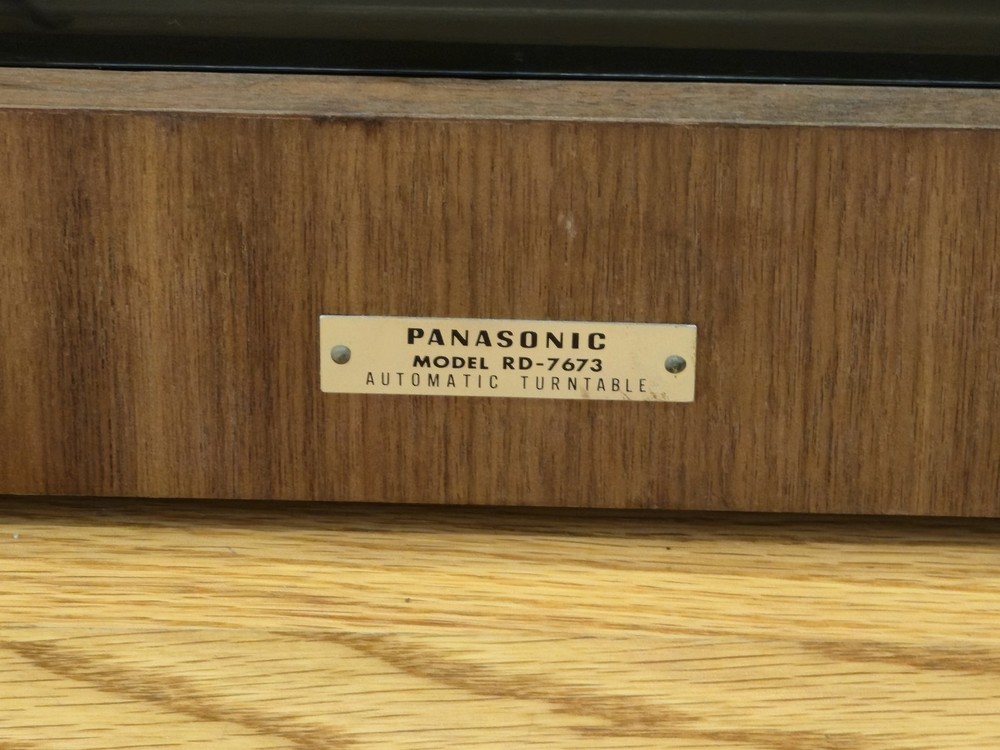 PANASONIC
MODEL RD-7673
AUTOMATIC TURNTABLE